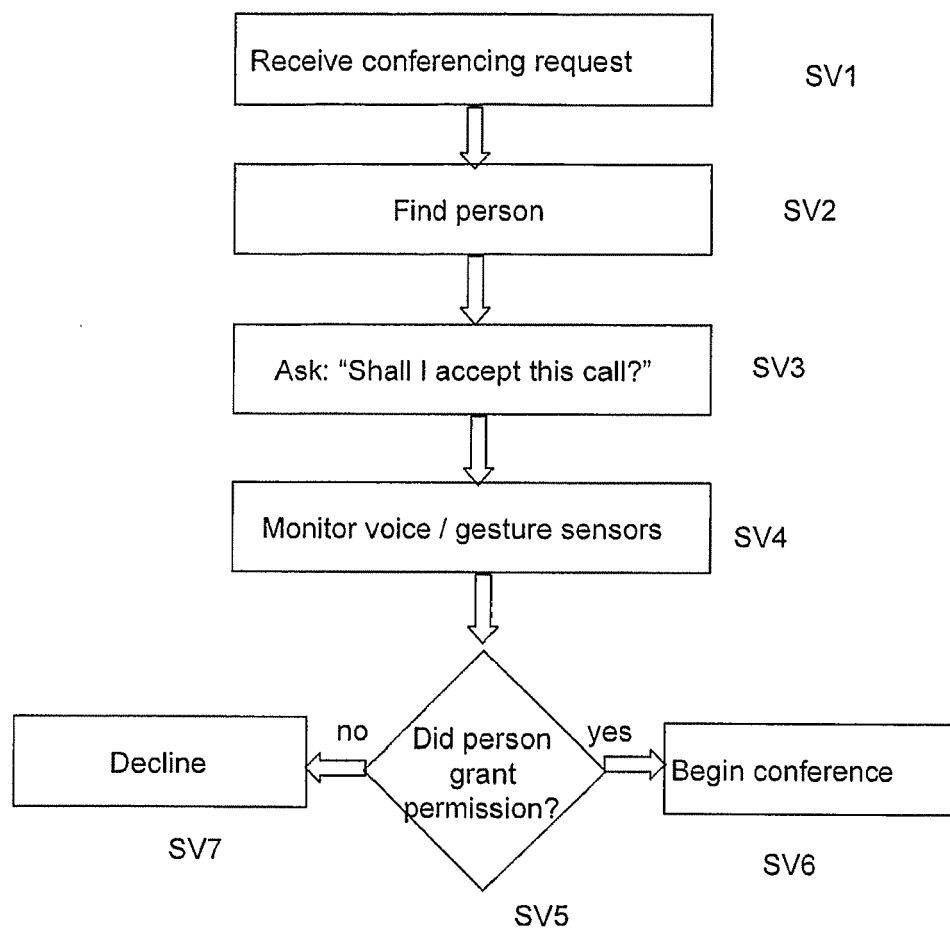 Receive conferencing request
SV1
Find person
SV2
Ask: “Shall I accept this call?”
SV3
Monitor voice / gesture sensors
SV4
no
yes
Did person
grant
permission?
Decline
Begin conference
SV7
SV6
SV5